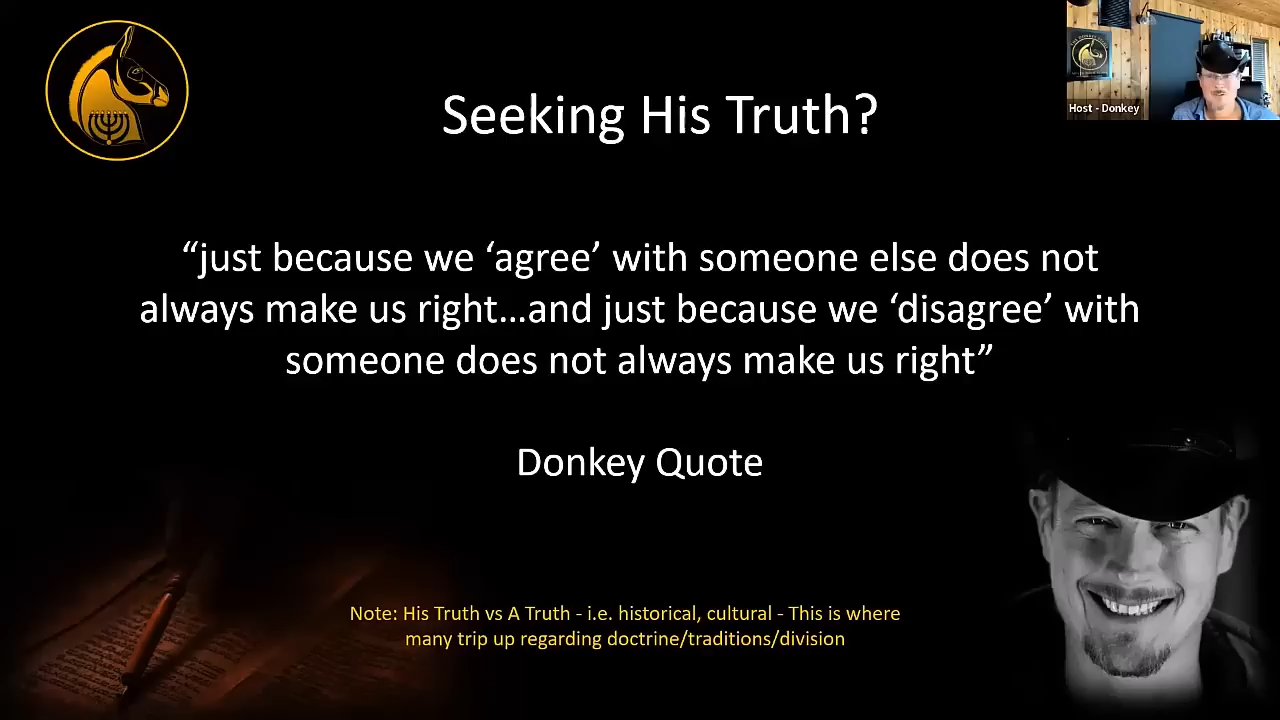 Seeking His Truth?
Host - Donkey
“just because we ‘agree’ with someone else does not
always make us right…and just because we ‘disagree’ with
someone does not always make us right”
Donkey Quote
Note: His Truth vs A Truth - i.e. historical, cultural - This is where
many trip up regarding doctrine/traditions/division